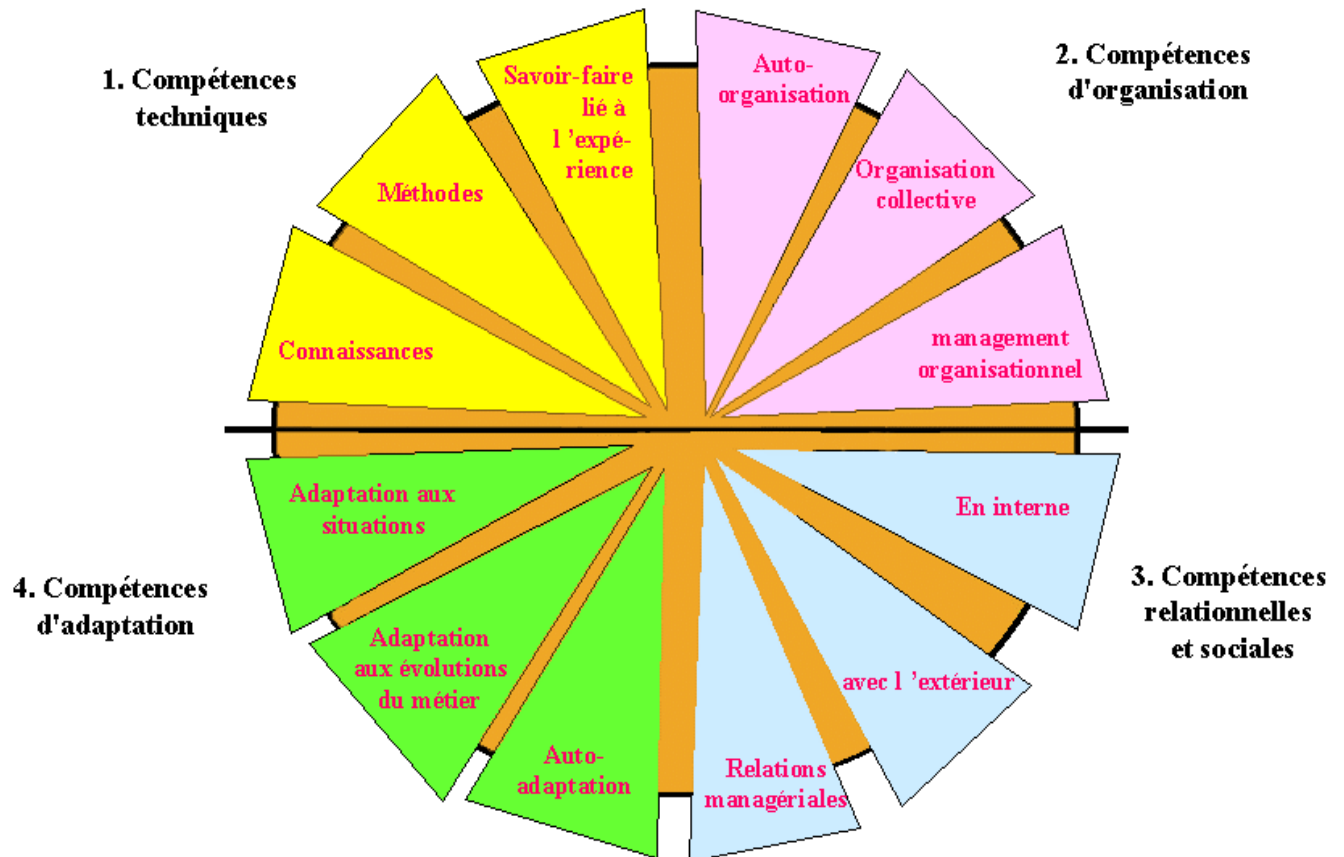 1. Compétences
techniques
Savoir-faire
lié à
l ’expé-
rience
Méthodes
Connaissances
2. Compétences
d'organisation
Auto-
organisation
Organisation
collective
management
organisationnel
3. Compétences
relationnelles
et sociales
En interne
avec l ’extérieur
Relations
managériales
4. Compétences
d'adaptation
Adaptation aux
situations
Adaptation
aux évolutions
du métier
Auto-
adaptation